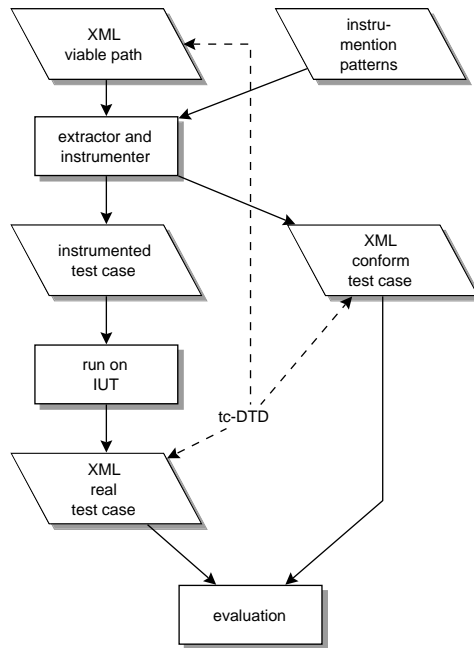 XML
viable path
instru-
mention
patterns
extractor and
instrumenter
instrumented
test case
XML
conform
test case
run on
IUT
tc-DTD
XML
real
test case
evaluation